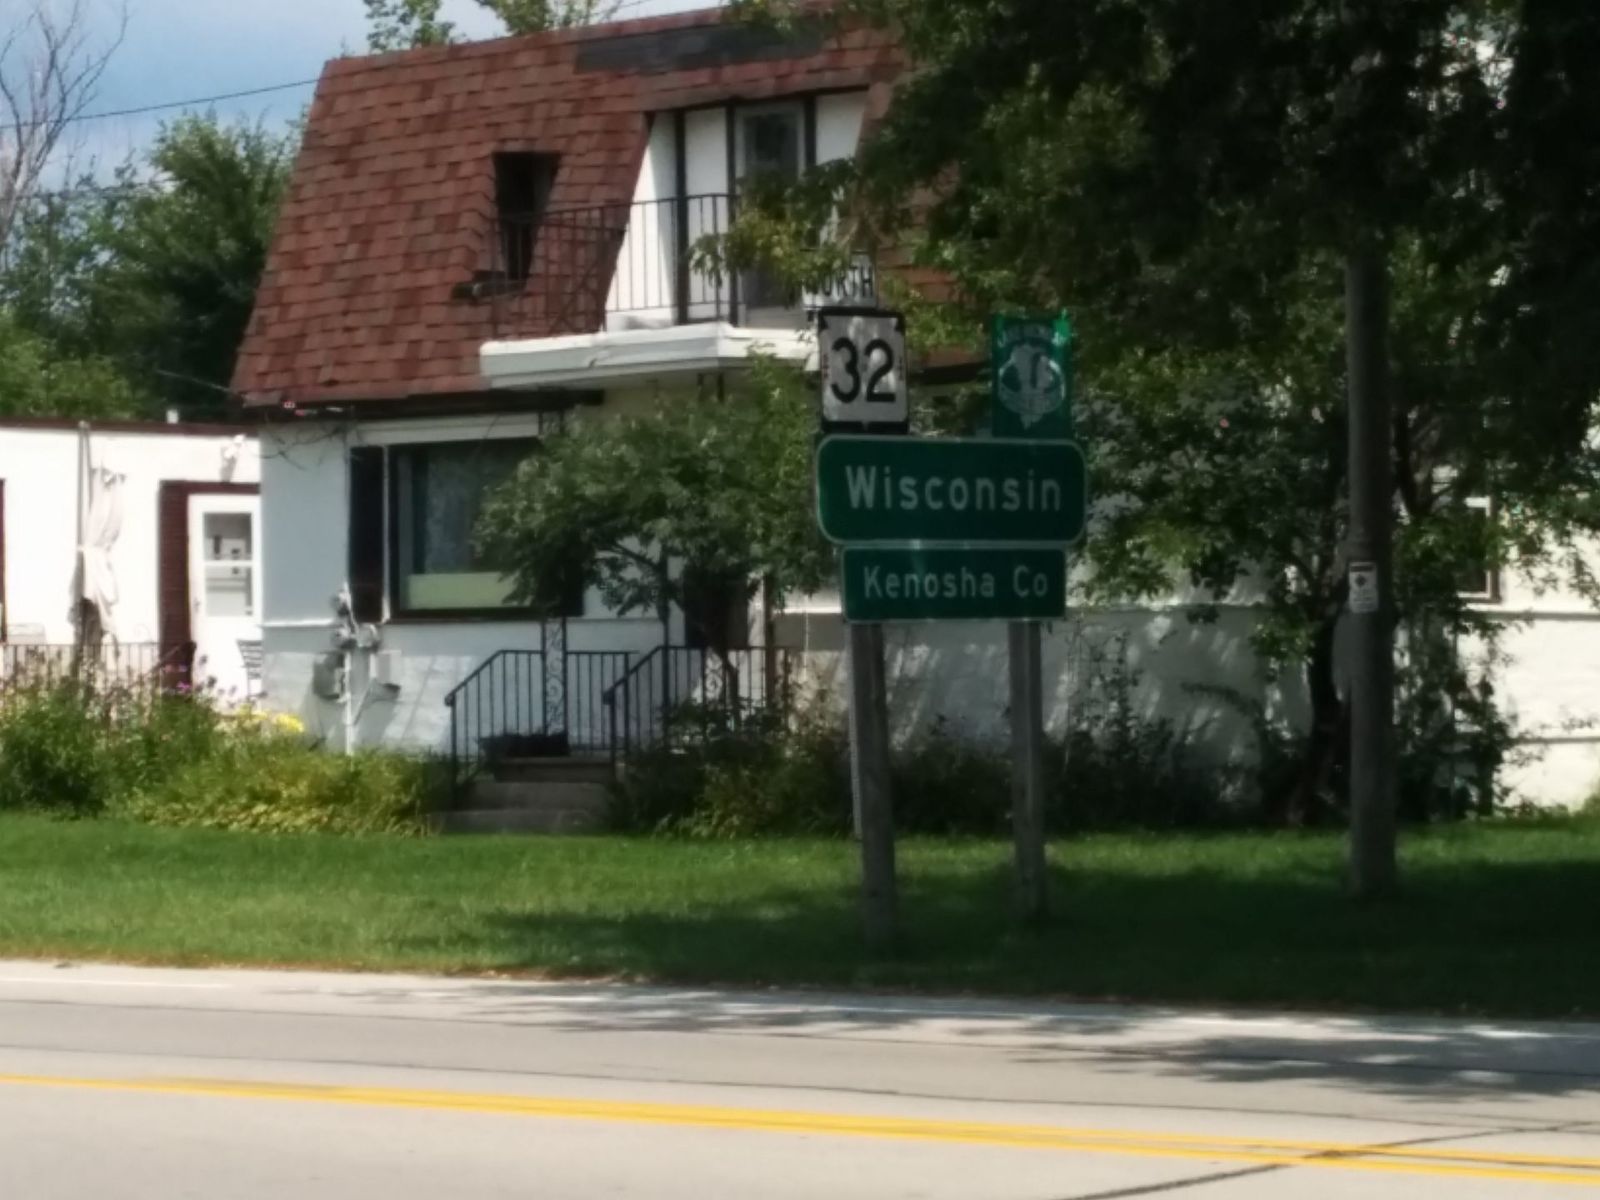 NORTH
32
Wisconsin
Kenosha Co